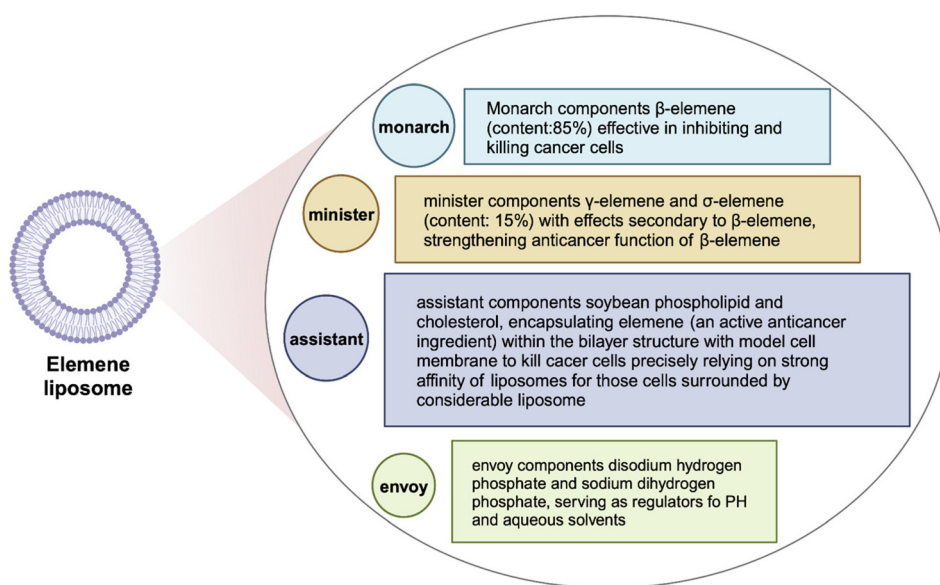 monarch
Monarch components β-elemene
(content:85%) effective in inhibiting and
killing cancer cells
minister
minister components γ-elemene and σ-elemene
(content: 15%) with effects secondary to β-elemene,
strengthening anticancer function of β-elemene
Elemene
liposome
assistant
assistant components soybean phospholipid and
cholesterol, encapsulating elemene (an active anticancer
ingredient) within the bilayer structure with model cell
membrane to kill cacer cells precisely relying on strong
affinity of liposomes for those cells surrounded by
considerable liposome
envoy
envoy components disodium hydrogen
phosphate and sodium dihydrogen
phosphate, serving as regulators fo PH
and aqueous solvents